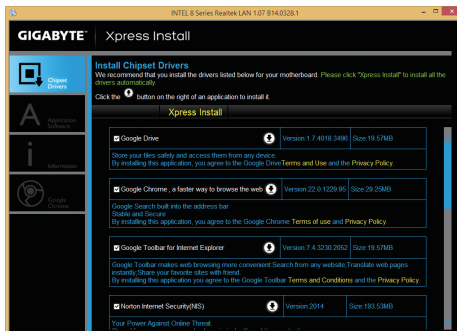 INTEL 8 Series Realtek LAN 1.07 B14.0328.1
GIGABYTE™ Xpress Install
Chipset
Drivers
Application
Software
Information
Google
Chrome
Install Chipset Drivers
We recommend that you install the drivers listed below for your motherboard. Please click "Xpress Install" to install all the
drivers automatically.
Click the button on the right of an application to install it.
Xpress Install
Google Drive Version:1.7.4018.3496 Size:19.57MB
Store your files safely and access them from any device.
By installing this application, you agree to the Google Drive Terms and Use and the Privacy Policy.
Google Chrome , a faster way to browse the web Version:22.0.1229.95 Size:29.25MB
Google Search built into the address bar
Stable and Secure
By installing this application, you agree to the Google Chrome Terms of use and Privacy Policy.
Google Toolbar for Internet Explorer Version:7.4.3230.2052 Size:19.57MB
Google Toolbar makes web browsing more convenient.Search from any website,Translate web pages
instantly,Share your favorite sites with friend.
By installing this application, you agree to the Google Toolbar Terms and Conditions and the Privacy Policy.
Norton Internet Security(NIS) Version:2014 Size:193.53MB
Your Power Against Online Threat.